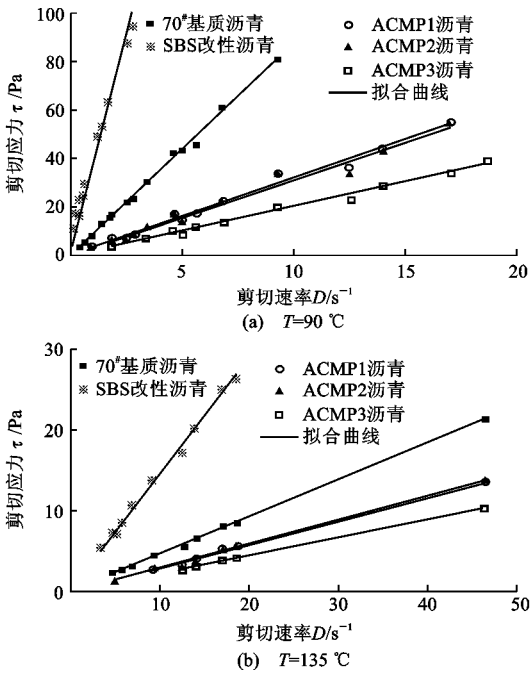 100
80
60
40
20
0
剪切应力 τ/Pa
70#基质沥青
SBS改性沥青
ACMP1沥青
ACMP2沥青
ACMP3沥青
拟合曲线
5 10 15 20
剪切速率D/s⁻¹
(a) T=90 ℃
30
20
10
0
剪切应力 τ/Pa
70#基质沥青
SBS改性沥青
ACMP1沥青
ACMP2沥青
ACMP3沥青
拟合曲线
10 20 30 40 50
剪切速率D/s⁻¹
(b) T=135 ℃